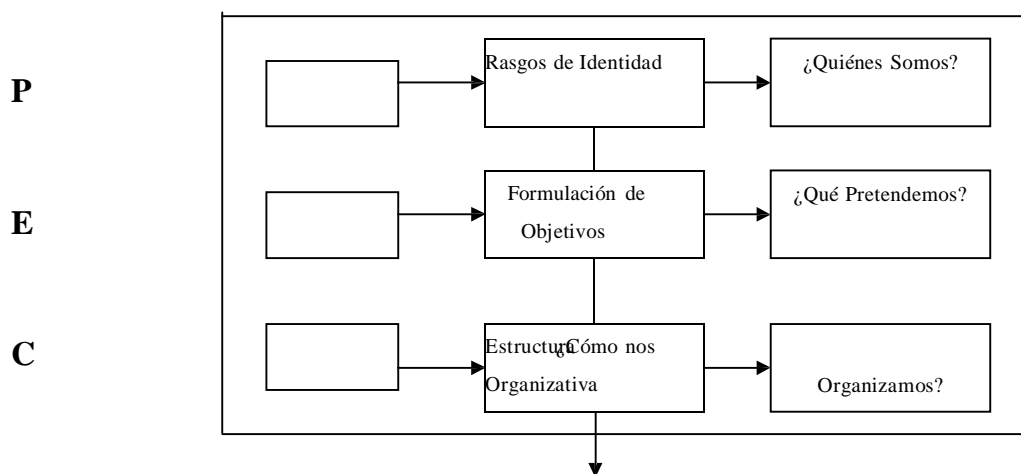 P
Rasgos de Identidad
¿Quiénes Somos?
E
Formulación de
Objetivos
¿Qué Pretendemos?
C
Estructura
¿Cómo nos
Organizativa
Organizamos?